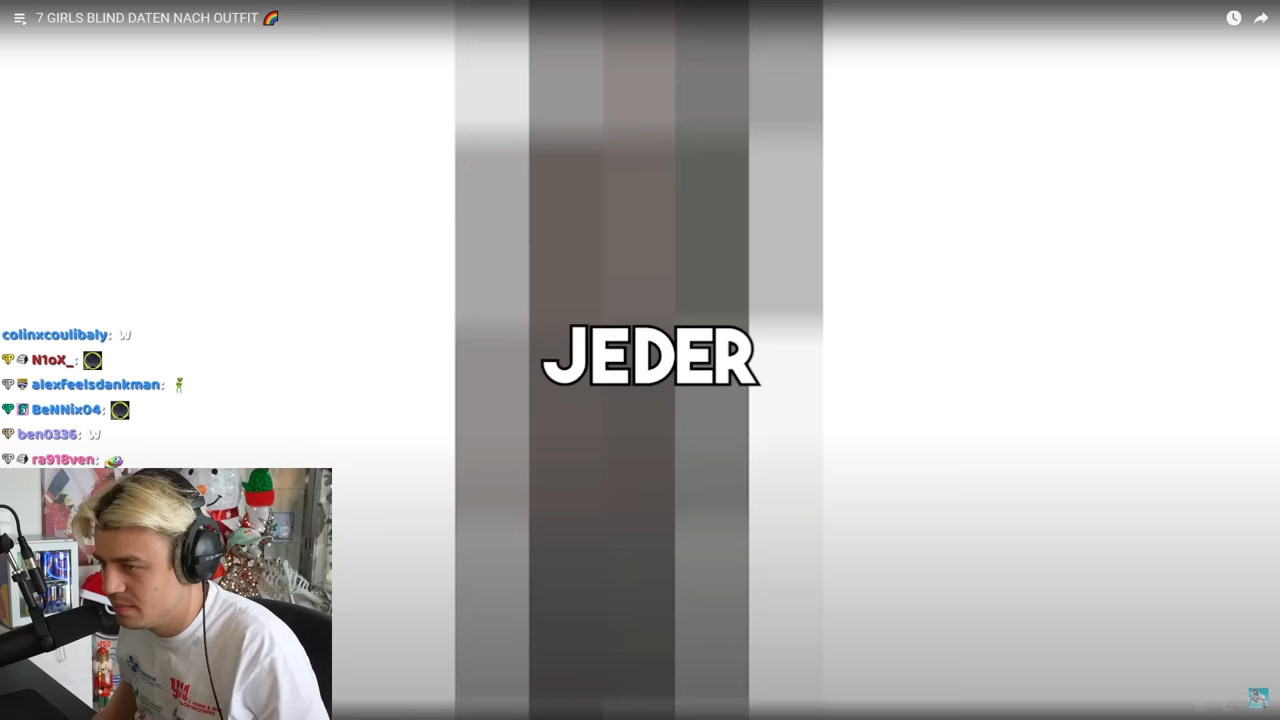 7 GIRLS BLIND DATEN NACH OUTFIT 🌈
JEDER
colinxcoulibaly: W
N1oX_:
alexfeelsdankman:
BeNNix04:
ben0336: W
ra918ven: